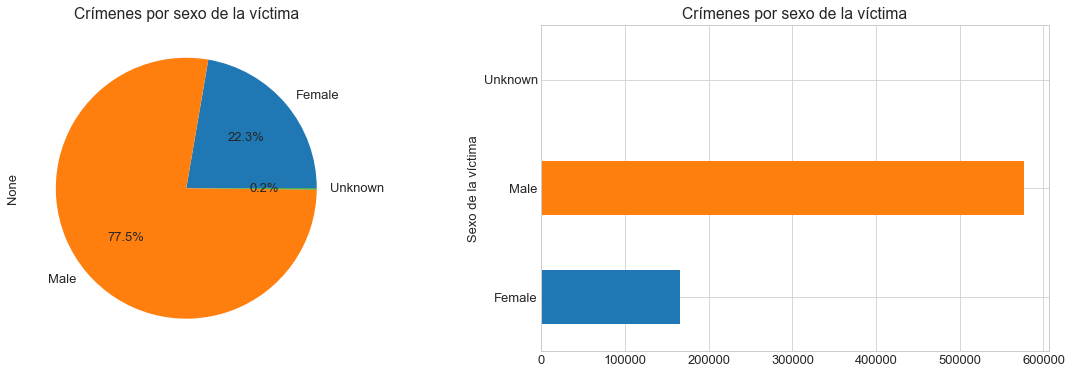 Crímenes por sexo de la víctima
Female
22.3%
0.2%
Unknown
None
77.5%
Male
Crímenes por sexo de la víctima
Unknown
Sexo de la víctima
Male
Female
0 100000 200000 300000 400000 500000 600000